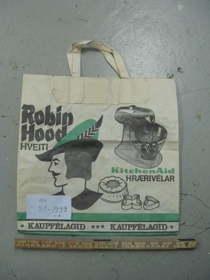 Robin
Hood
HVEITI
KitchenAid
HRÆRIVÉLAR
KAUPFÉLAGIÐ *** KAUPFÉLAGIÐ